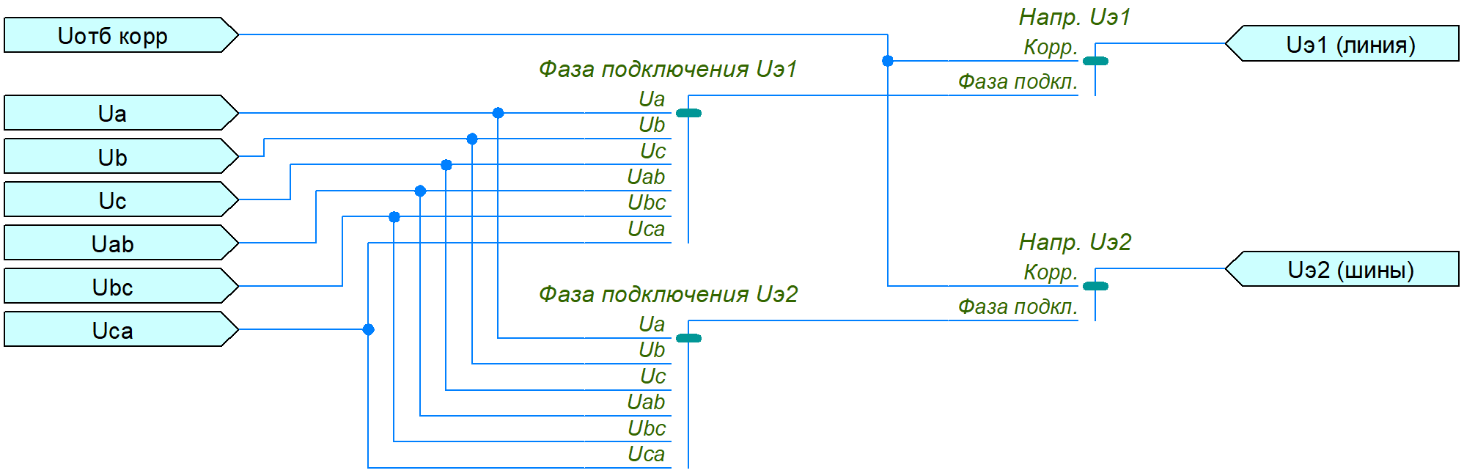 Uотб корр
Ua
Ub
Uc
Uab
Ubc
Uca
Фаза подключения Uэ1
Ua
Ub
Uc
Uab
Ubc
Uca
Фаза подключения Uэ2
Ua
Ub
Uc
Uab
Ubc
Uca
Напр. Uэ1
Корр.
Фаза подкл.
Напр. Uэ2
Корр.
Фаза подкл.
Uэ1 (линия)
Uэ2 (шины)